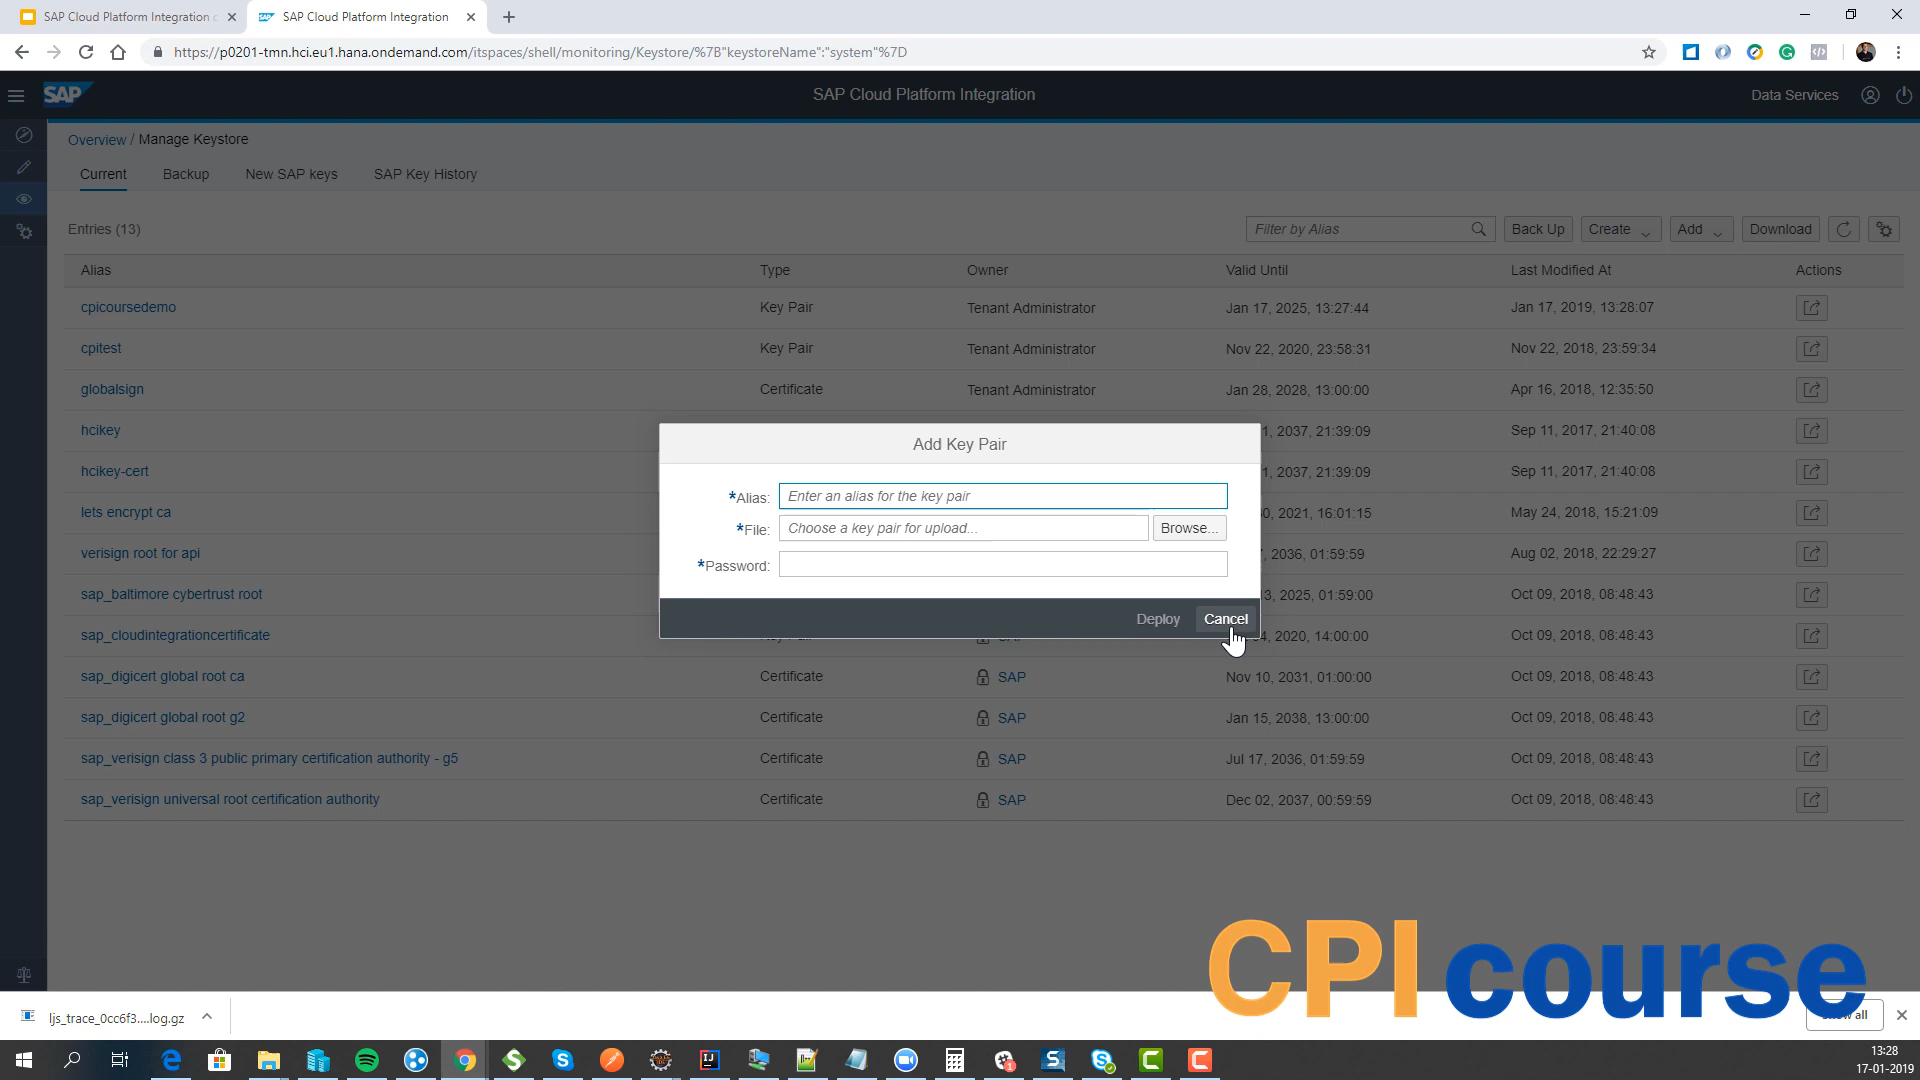 SAP Cloud Platform Integration
SAP Cloud Platform Integration
https://p0201-tmn.hci.eu1.hana.ondemand.com/itspaces/shell/monitoring/Keystore/%7B"keystoreName":"system"%7D
SAP
SAP Cloud Platform Integration
Data Services
Overview / Manage Keystore
Current Backup New SAP keys SAP Key History
Entries (13)
Filter by Alias
Back Up Create Add Download
Alias Type Owner Valid Until Last Modified At Actions
cpicoursedemo Key Pair Tenant Administrator Jan 17, 2025, 13:27:44 Jan 17, 2019, 13:28:07
cpitest Key Pair Tenant Administrator Nov 22, 2020, 23:58:31 Nov 22, 2018, 23:59:34
globalsign Certificate Tenant Administrator Jan 28, 2028, 13:00:00 Apr 16, 2018, 12:35:50
hcikey 2037, 21:39:09 Sep 11, 2017, 21:40:08
hcikey-cert 2037, 21:39:09 Sep 11, 2017, 21:40:08
lets encrypt ca 2021, 16:01:15 May 24, 2018, 15:21:09
verisign root for api 2036, 01:59:59 Aug 02, 2018, 22:29:27
sap_baltimore cybertrust root 2025, 01:59:00 Oct 09, 2018, 08:48:43
sap_cloudintegrationcertificate 2020, 14:00:00 Oct 09, 2018, 08:48:43
sap_digicert global root ca Certificate SAP Nov 10, 2031, 01:00:00 Oct 09, 2018, 08:48:43
sap_digicert global root g2 Certificate SAP Jan 15, 2038, 13:00:00 Oct 09, 2018, 08:48:43
sap_verisign class 3 public primary certification authority - g5 Certificate SAP Jul 17, 2036, 01:59:59 Oct 09, 2018, 08:48:43
sap_verisign universal root certification authority Certificate SAP Dec 02, 2037, 00:59:59 Oct 09, 2018, 08:48:43
Add Key Pair
*Alias: Enter an alias for the key pair
*File: Choose a key pair for upload... Browse...
*Password:
Deploy Cancel
CPI course
ljs_trace_0cc6f3....log.gz
all
13:28
17-01-2019